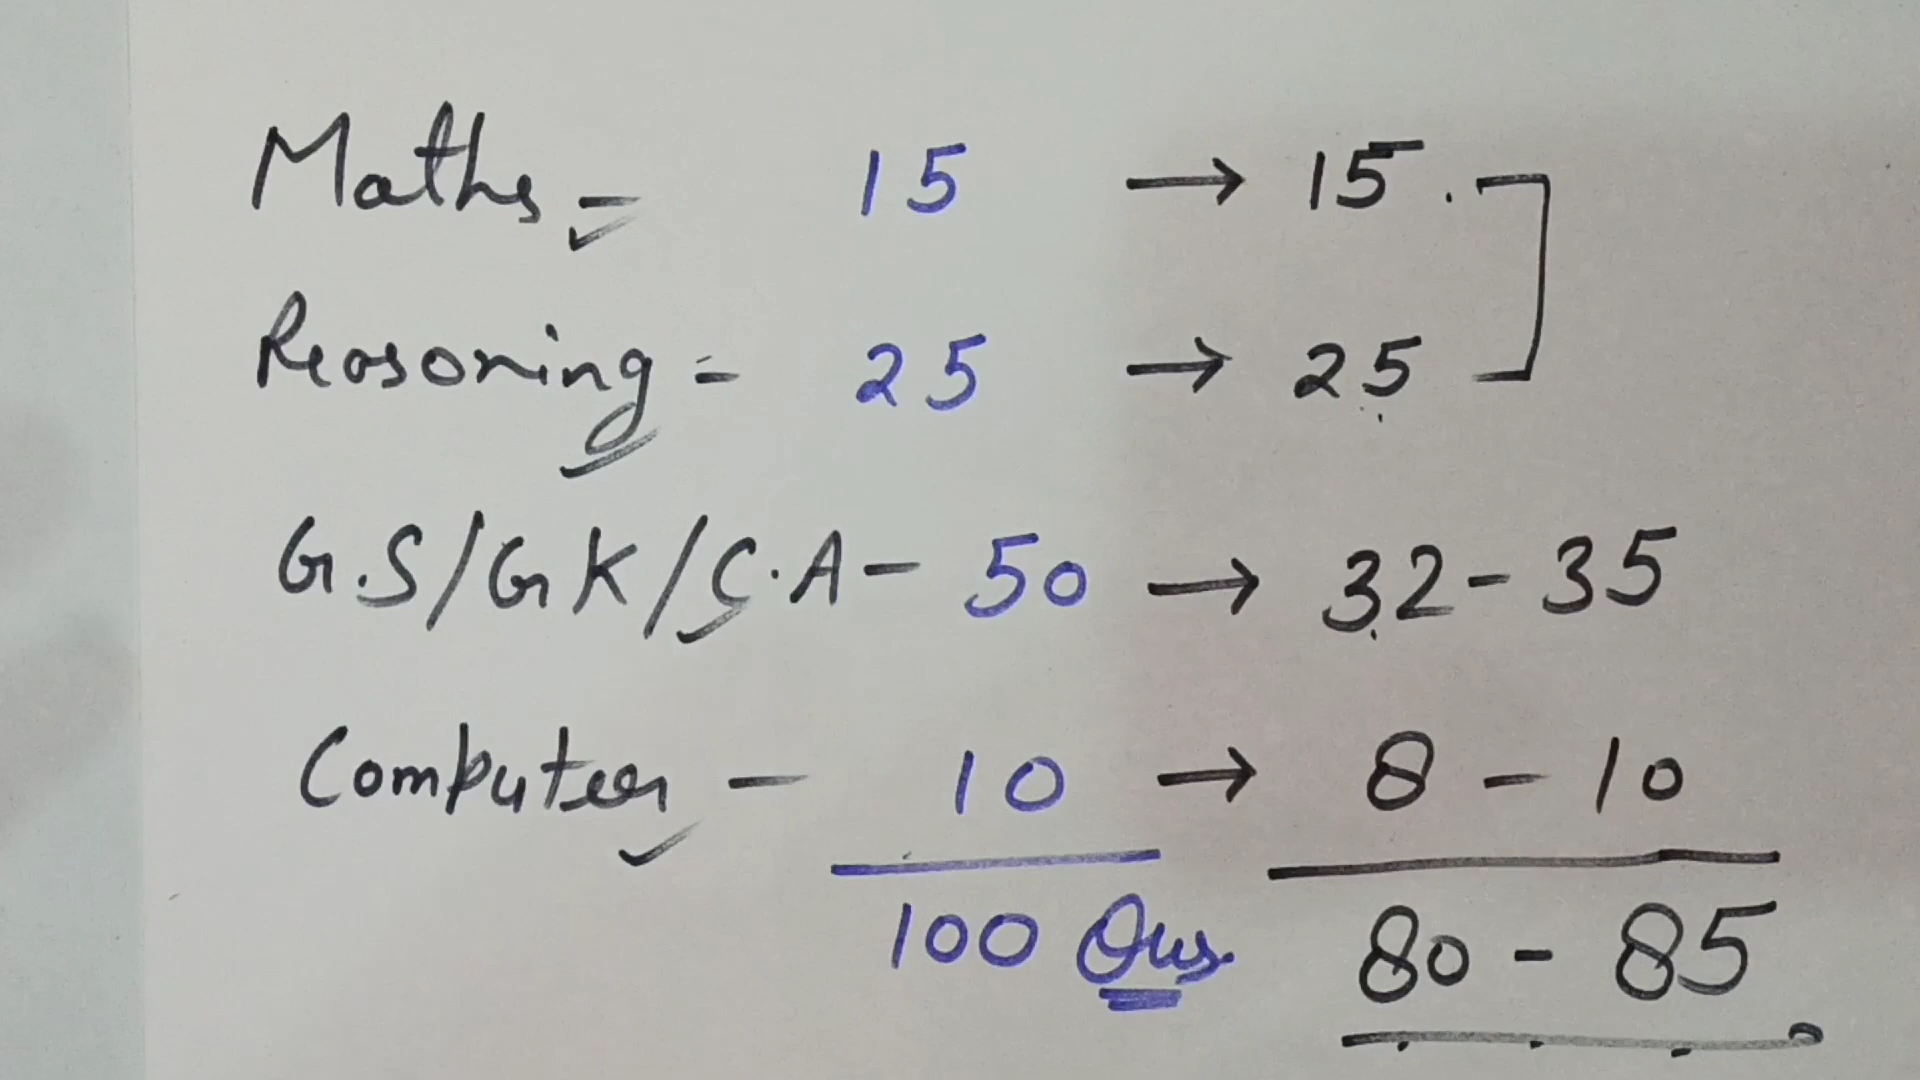 Maths - 15 → 15.
Reasoning - 25 → 25
G.S/GK/C.A - 50 → 32-35
Computer - 10 → 8 - 10
100 Qus. 80 - 85